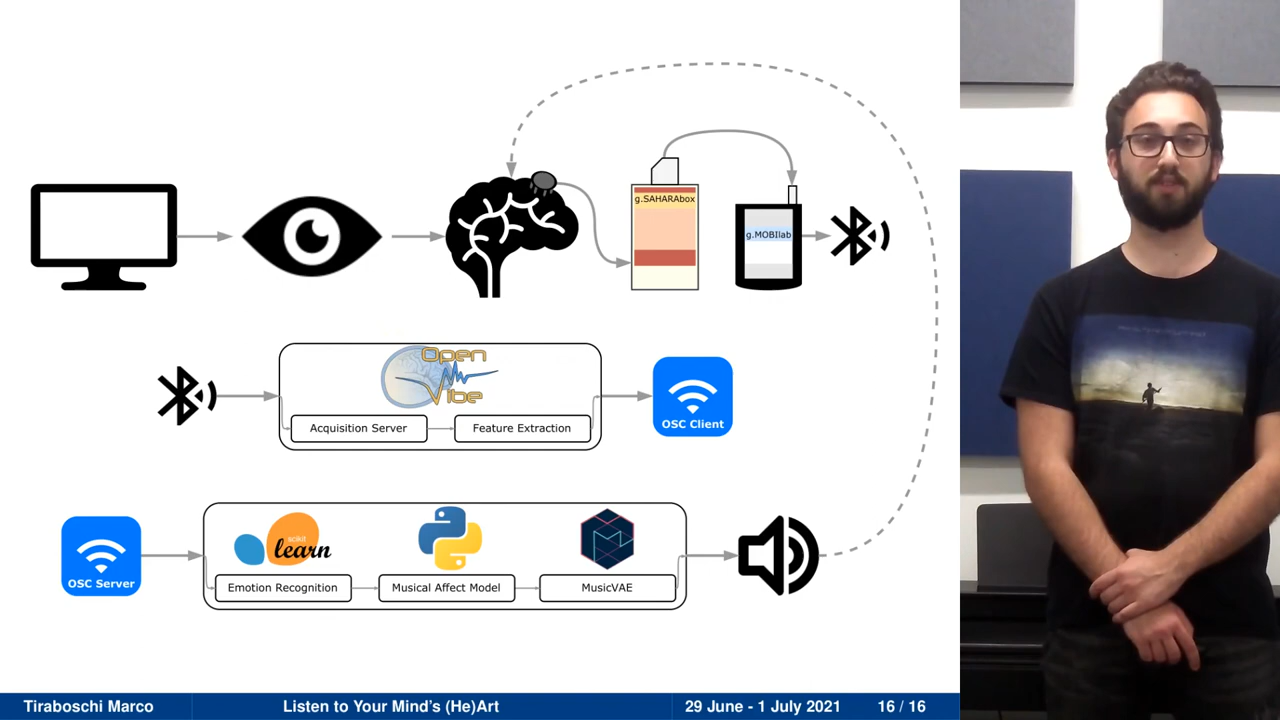 g.SAHARAbox
g.MOBIlab
Open
Vibe
Acquisition Server
Feature Extraction
OSC Client
OSC Server
scikit
learn
Emotion Recognition
Musical Affect Model
MusicVAE
Tiraboschi Marco
Listen to Your Mind's (He)Art
29 June - 1 July 2021
16 / 16